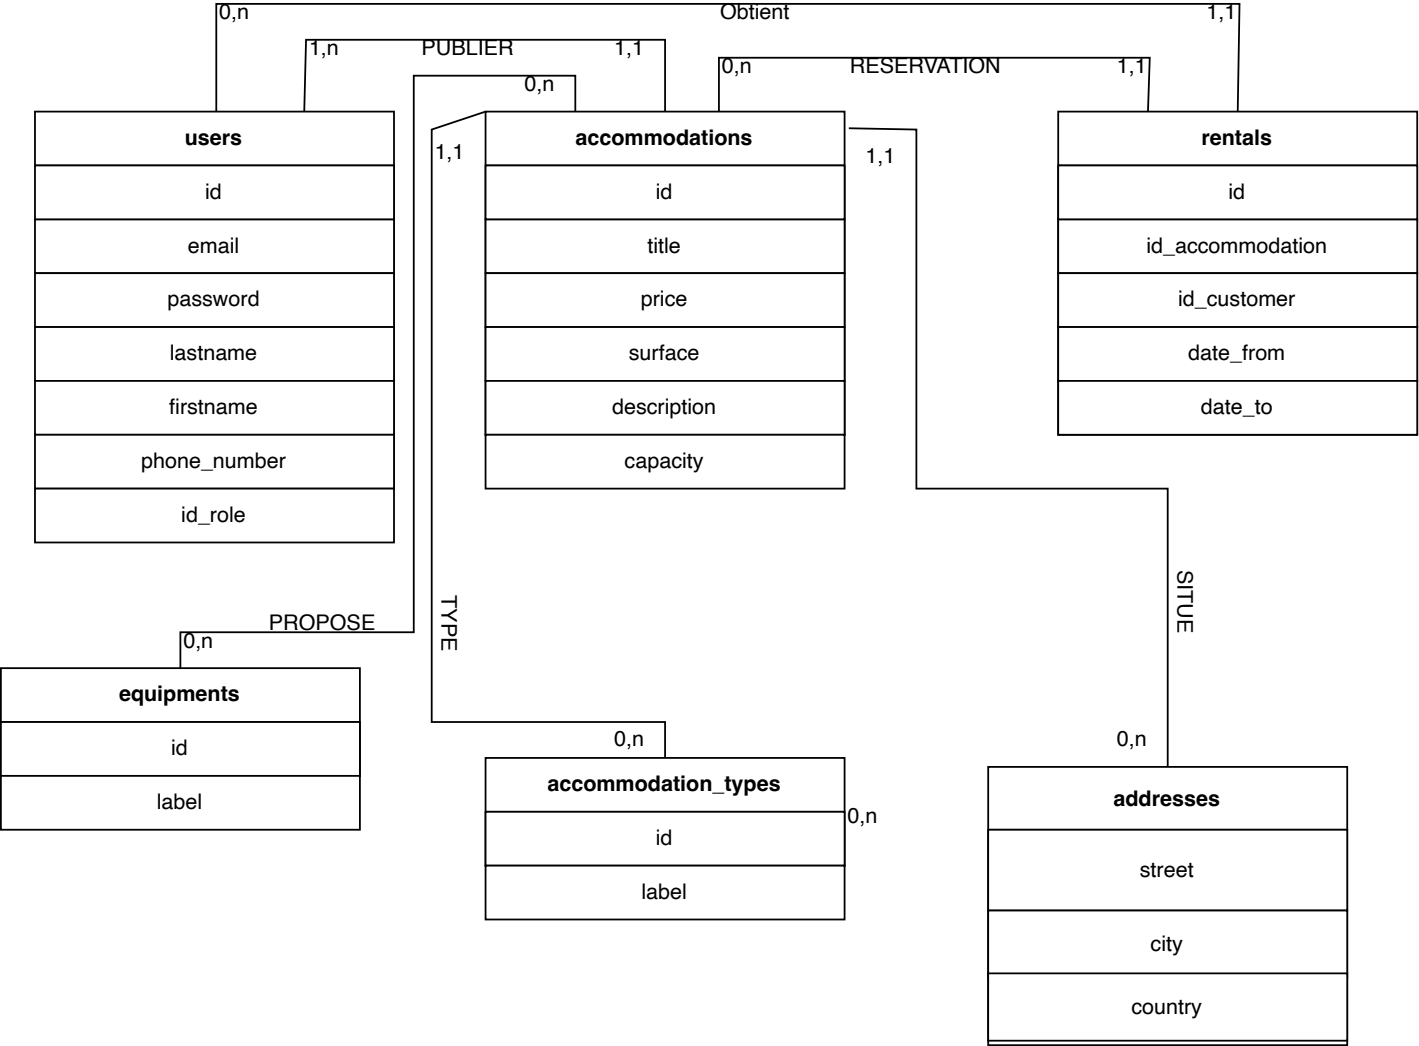 0,n Obtient 1,1
1,n PUBLIER 1,1
0,n RESERVATION 1,1
0,n
users
id
email
password
lastname
firstname
phone_number
id_role
1,1
accommodations
id
title
price
surface
description
capacity
1,1
rentals
id
id_accommodation
id_customer
date_from
date_to
PROPOSE
0,n
TYPE
SITUE
equipments
id
label
0,n
accommodation_types
id
label
0,n
0,n
addresses
street
city
country